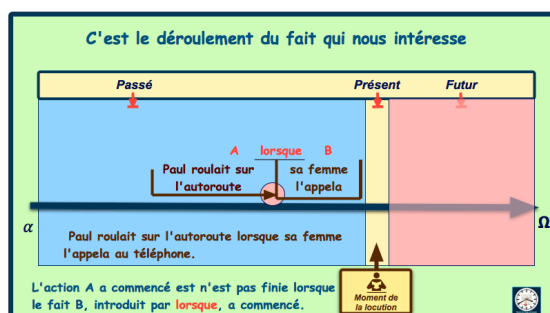 C'est le déroulement du fait qui nous intéresse
Passé Présent Futur
A lorsque B
Paul roulait sur sa femme
l'autoroute l'appela
α Ω
Paul roulait sur l'autoroute lorsque sa femme
l'appela au téléphone.
L'action A a commencé est n'est pas finie lorsque
le fait B, introduit par lorsque, a commencé.
Moment de
la locution